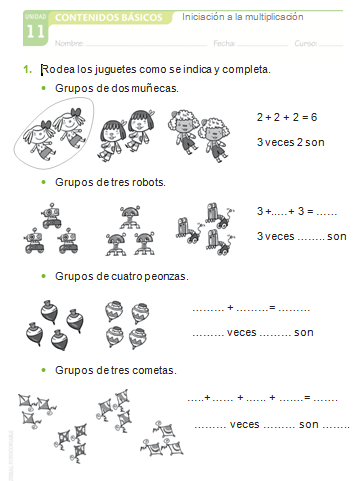 UNIDAD
11
CONTENIDOS BÁSICOS
Iniciación a la multiplicación
Nombre: Fecha: Curso:
1. Rodea los juguetes como se indica y completa.
• Grupos de dos muñecas.
2 + 2 + 2 = 6
3 veces 2 son
• Grupos de tres robots.
3 +..... + 3 = ......
3 veces ........ son
• Grupos de cuatro peonzas.
......... + .........= .........
......... veces ......... son
• Grupos de tres cometas.
.....+ ...... + ...... + .......= .......
......... veces ......... son ........